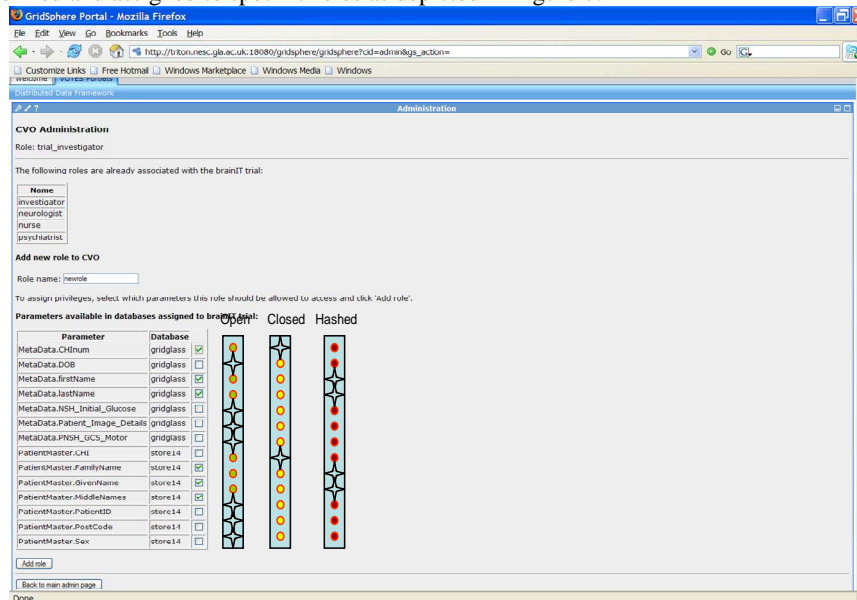 GridSphere Portal - Mozilla Firefox
File Edit View Go Bookmarks Tools Help
http://triton.nesc.gla.ac.uk:18080/gridsphere/gridsphere?cid=admin&gs_action=
Go
Customize Links Free Hotmail Windows Marketplace Windows Media Windows
Welcome VOTES Portlets
Distributed Data Framework
? Administration
CVO Administration
Role: trial_investigator
The following roles are already associated with the brainIT trial:
Name
investigator
neurologist
nurse
psychiatrist
Add new role to CVO
Role name: newrole
To assign privileges, select which parameters this role should be allowed to access and click 'Add role'.
Parameters available in databases assigned to brainIT trial:
Open Closed Hashed
Parameter Database
MetaData.CHInum gridglass
MetaData.DOB gridglass
MetaData.firstName gridglass
MetaData.lastName gridglass
MetaData.NSH_Initial_Glucose gridglass
MetaData.Patient_Image_Details gridglass
MetaData.PNSH_GCS_Motor gridglass
PatientMaster.CHI store14
PatientMaster.FamilyName store14
PatientMaster.GivenName store14
PatientMaster.MiddleNames store14
PatientMaster.PatientID store14
PatientMaster.PostCode store14
PatientMaster.Sex store14
Add role
Back to main admin page
Done